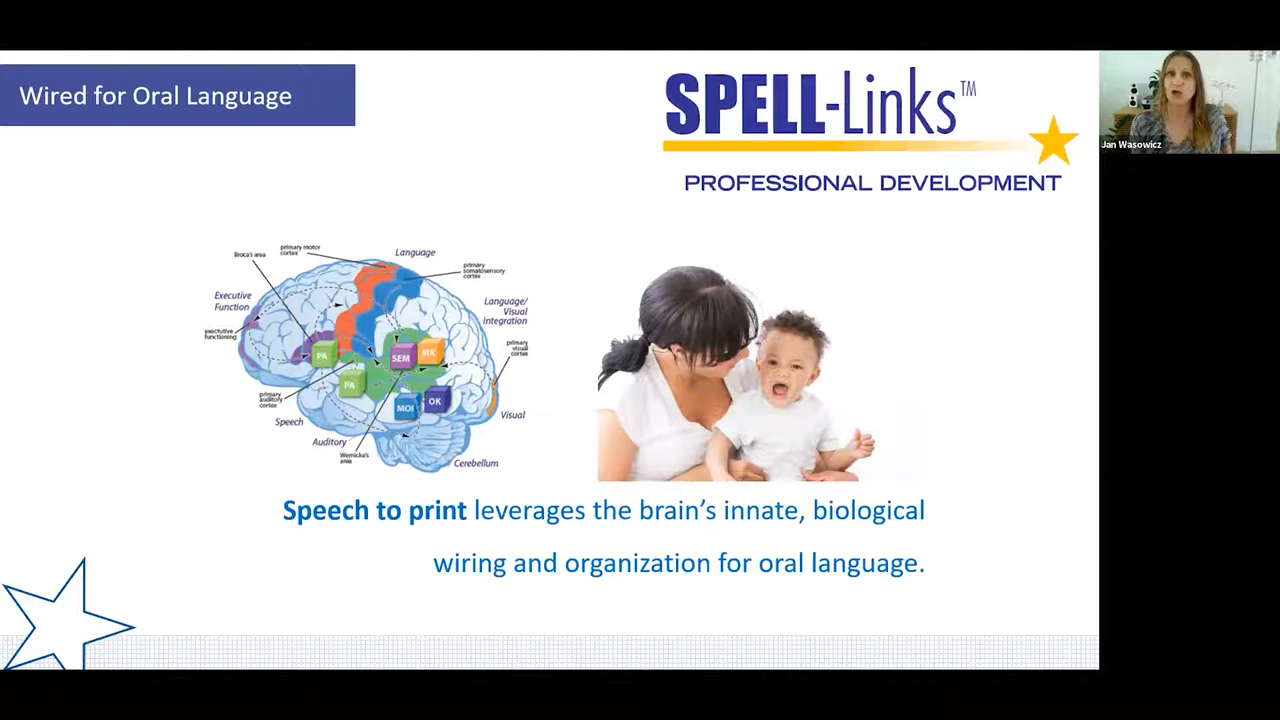 Wired for Oral Language
SPELL-Links™
PROFESSIONAL DEVELOPMENT
Jan Wasowicz
Broca's area
primary motor
cortex
Language
primary
somatosensory
cortex
Executive
Function
Language/
Visual
Integration
exectutive
functioning
primary
visual
cortex
PA
SEM
MK
PA
MOI
OK
primary
auditory
cortex
Speech
Auditory
Visual
Wernicke's
area
Cerebellum
Speech to print leverages the brain's innate, biological
wiring and organization for oral language.